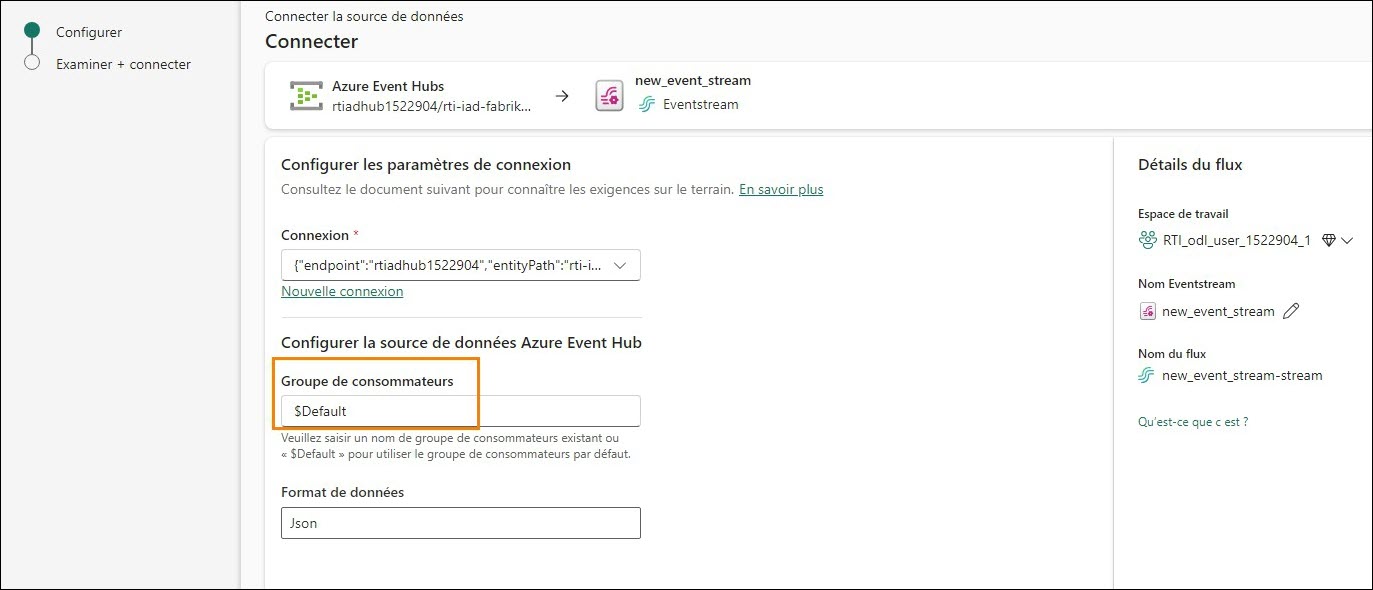 Configurer
Examiner + connecter
Connecter la source de données
Connecter
Azure Event Hubs
rtiadhub1522904/rti-iad-fabrik...
new_event_stream
Eventstream
Configurer les paramètres de connexion
Consultez le document suivant pour connaître les exigences sur le terrain. En savoir plus
Connexion *
{"endpoint":"rtiadhub1522904","entityPath":"rti-i...
Nouvelle connexion
Configurer la source de données Azure Event Hub
Groupe de consommateurs
$Default
Veuillez saisir un nom de groupe de consommateurs existant ou
« $Default » pour utiliser le groupe de consommateurs par défaut.
Format de données
Json
Détails du flux
Espace de travail
RTI_odl_user_1522904_1
Nom Eventstream
new_event_stream
Nom du flux
new_event_stream-stream
Qu'est-ce que c est ?